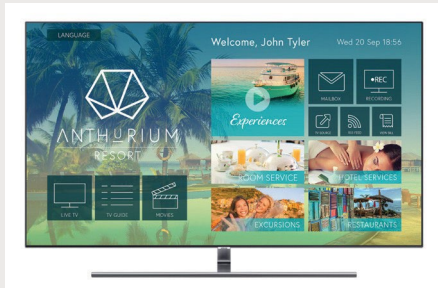 LANGUAGE
Welcome, John Tyler
Wed 20 Sep 18:56
ANTHURIUM
RESORT
Experiences
MAILBOX
REC
RECORDING
ROOM SERVICE
HOTEL SERVICES
LIVE TV
TV GUIDE
MOVIES
EXCURSIONS
RESTAURANTS